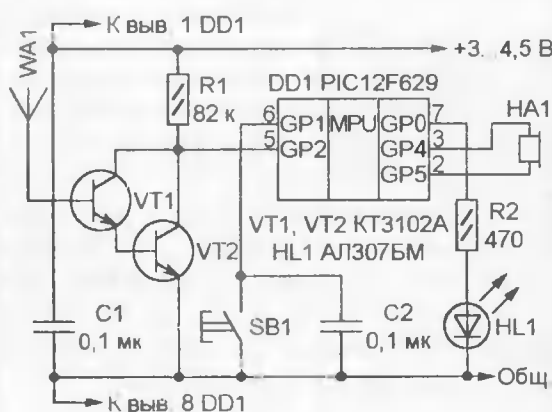 К выв. 1 DD1
WA1
+3...4,5 В
R1
82 к
DD1 PIC12F629
HA1
6
GP1
MPU
GP0
7
5
GP2
GP4
3
GP5
2
VT1
VT1, VT2 КТ3102А
HL1 АЛ307БМ
R2
470
VT2
C1
0,1 мк
SB1
C2
0,1 мк
HL1
Общ.
К выв. 8 DD1